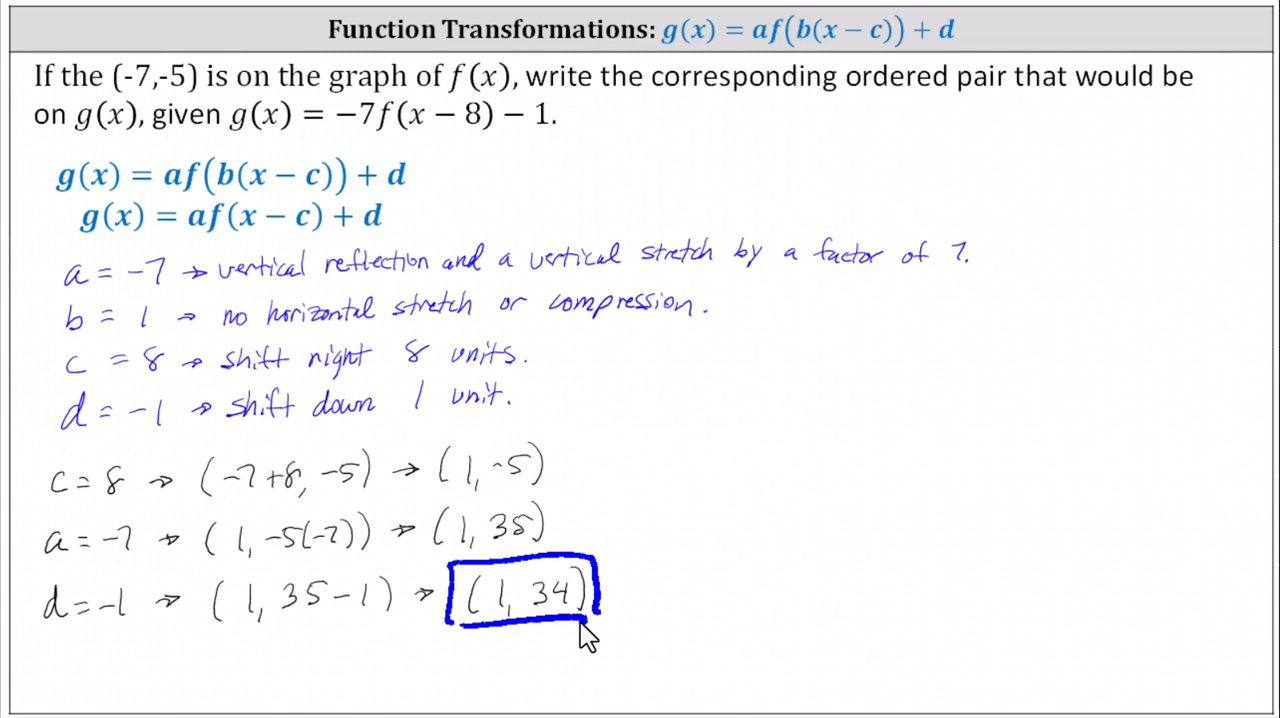 Function Transformations: g(x) = af(b(x − c)) + d
If the (-7,-5) is on the graph of f(x), write the corresponding ordered pair that would be
on g(x), given g(x) = −7f(x − 8) − 1.
g(x) = af(b(x − c)) + d
g(x) = af(x − c) + d
a = −7 → vertical reflection and a vertical stretch by a factor of 7.
b = 1 → no horizontal stretch or compression.
c = 8 → shift right 8 units.
d = −1 → shift down 1 unit.
c = 8 → (−7+8, −5) → (1, −5)
a = −7 → (1, −5(−7)) → (1, 35)
d = −1 → (1, 35−1) → (1, 34)